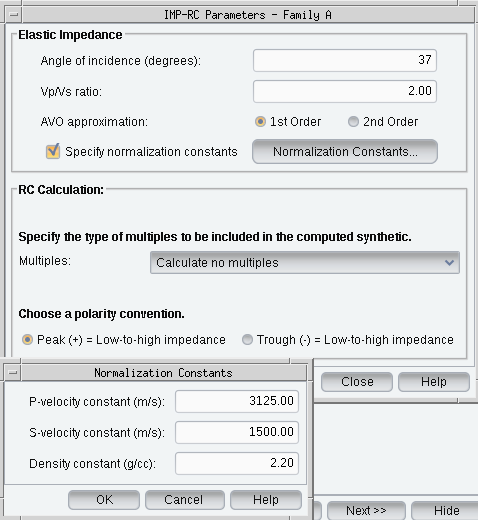 IMP-RC Parameters - Family A
Elastic Impedance
Angle of incidence (degrees): 37
Vp/Vs ratio: 2.00
AVO approximation: 1st Order 2nd Order
Specify normalization constants Normalization Constants...
RC Calculation:
Specify the type of multiples to be included in the computed synthetic.
Multiples: Calculate no multiples
Choose a polarity convention.
Peak (+) = Low-to-high impedance Trough (-) = Low-to-high impedance
Close Help
Normalization Constants
P-velocity constant (m/s): 3125.00
S-velocity constant (m/s): 1500.00
Density constant (g/cc): 2.20
OK Cancel Help
Next >> Hide